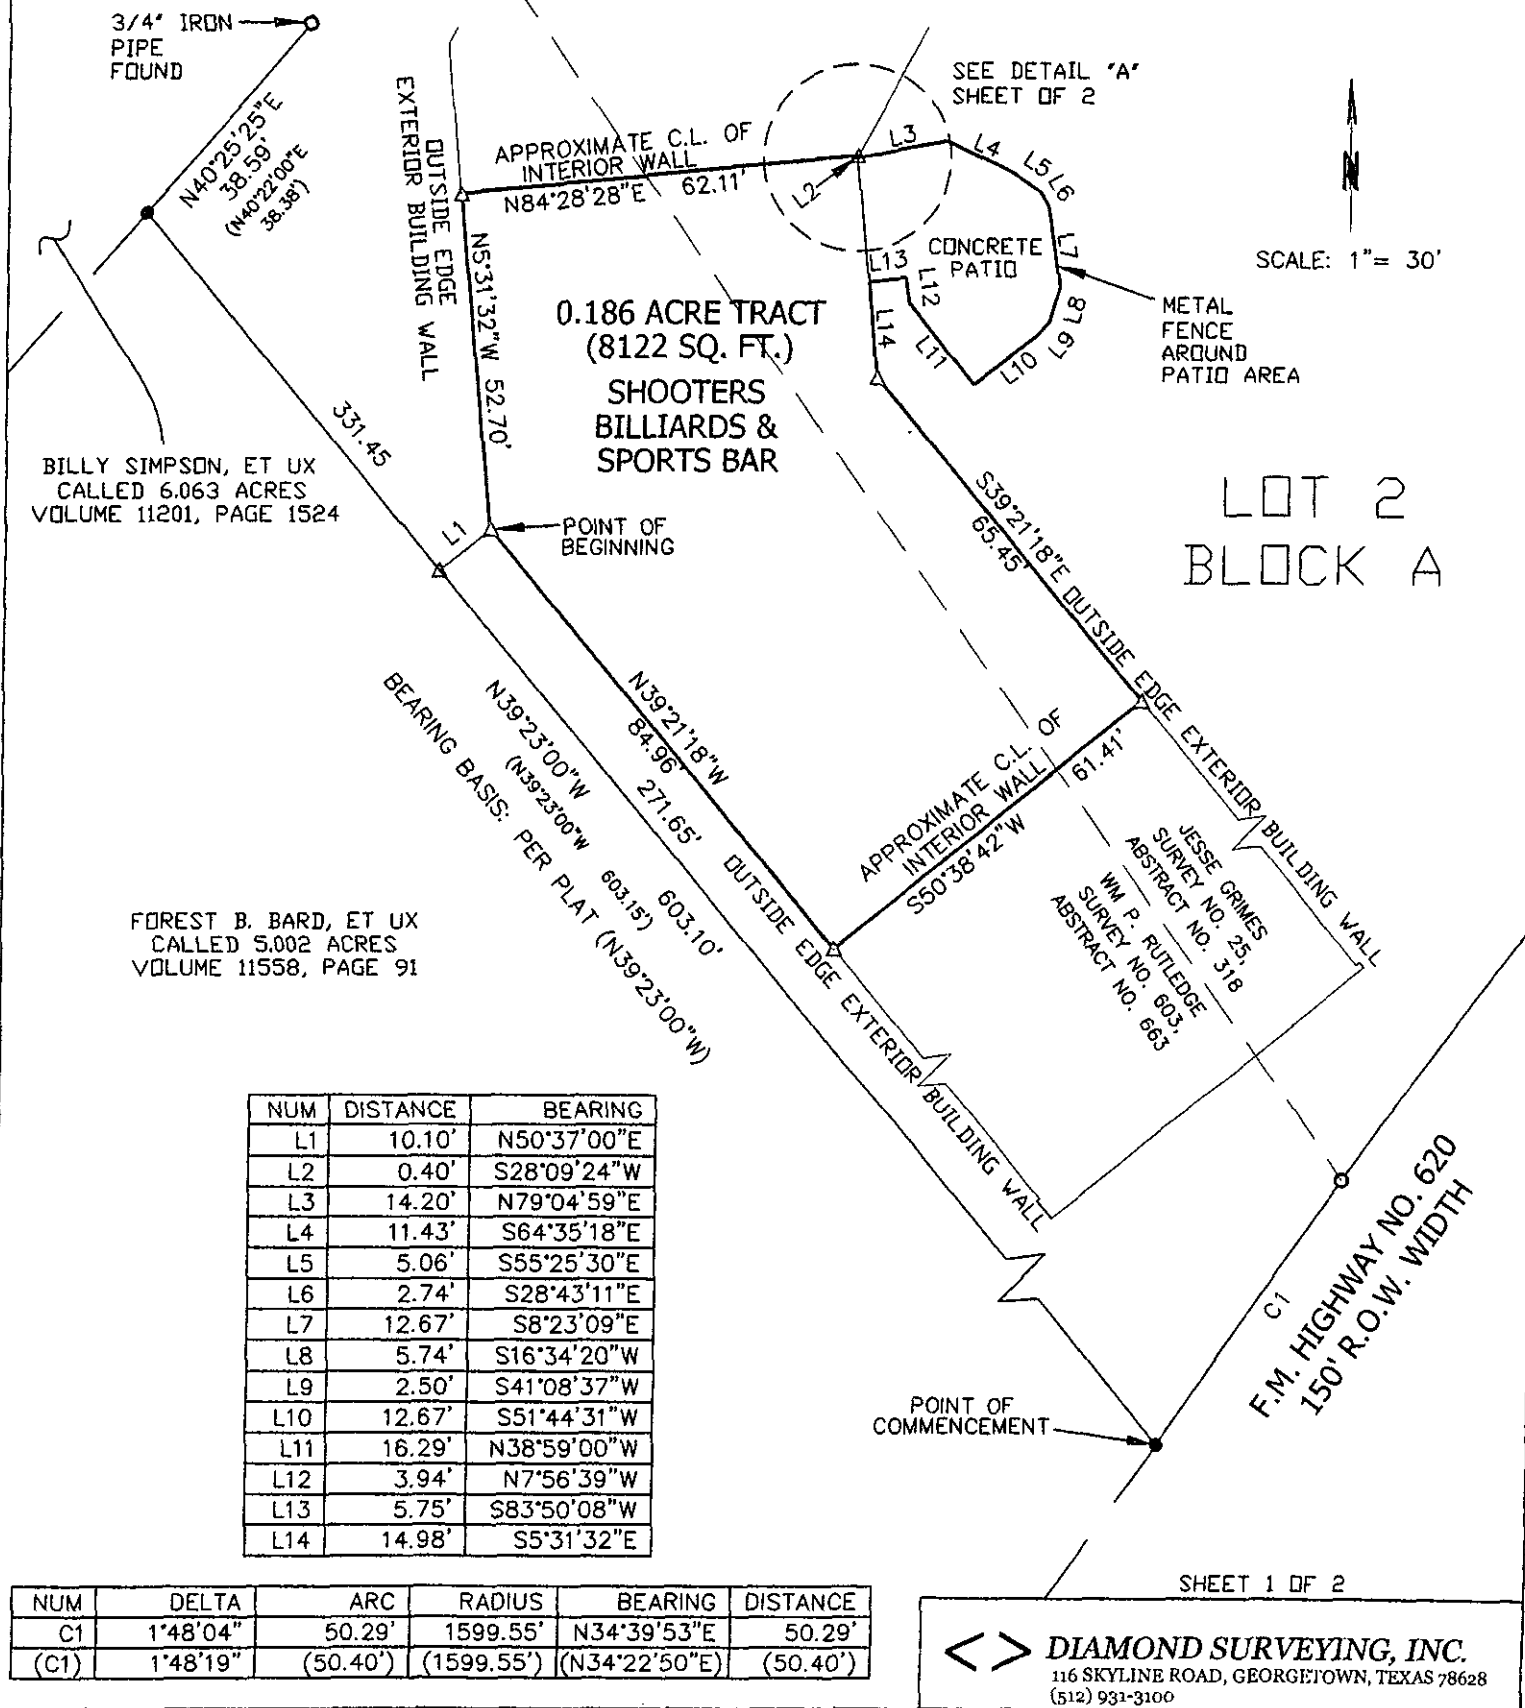 3/4" IRON
PIPE
FOUND
N40°25'25"E
38.59'
(N40°22'00"E
38.38')
OUTSIDE EDGE
EXTERIOR BUILDING WALL
APPROXIMATE C.L. OF
INTERIOR WALL
N84°28'28"E 62.11'
SEE DETAIL "A"
SHEET OF 2
L2
L3
L4
L5
L6
L7
L8
L9
L10
L11
L12
L13
L14
CONCRETE
PATIO
N
SCALE: 1"= 30'
METAL
FENCE
AROUND
PATIO AREA
N5°31'32"W 52.70'
0.186 ACRE TRACT
(8122 SQ. FT.)
SHOOTERS
BILLIARDS &
SPORTS BAR
331.45
BILLY SIMPSON, ET UX
CALLED 6.063 ACRES
VOLUME 11201, PAGE 1524
L1
POINT OF
BEGINNING
LOT 2
BLOCK A
S39°21'18"E
65.45'
OUTSIDE EDGE EXTERIOR BUILDING WALL
N39°21'18"W
84.96'
271.65'
OUTSIDE EDGE EXTERIOR BUILDING WALL
N39°23'00"W 603.10'
(N39°23'00"W 603.15')
BEARING BASIS: PER PLAT (N39°23'00"W)
APPROXIMATE C.L. OF
INTERIOR WALL
61.41'
S50°38'42"W
JESSE GRIMES
SURVEY NO. 25,
ABSTRACT NO. 318
WM P. RUTLEDGE
SURVEY NO. 603,
ABSTRACT NO. 663
FOREST B. BARD, ET UX
CALLED 5.002 ACRES
VOLUME 11558, PAGE 91
NUM DISTANCE BEARING
L1 10.10' N50°37'00"E
L2 0.40' S28°09'24"W
L3 14.20' N79°04'59"E
L4 11.43' S64°35'18"E
L5 5.06' S55°25'30"E
L6 2.74' S28°43'11"E
L7 12.67' S8°23'09"E
L8 5.74' S16°34'20"W
L9 2.50' S41°08'37"W
L10 12.67' S51°44'31"W
L11 16.29' N38°59'00"W
L12 3.94' N7°56'39"W
L13 5.75' S83°50'08"W
L14 14.98' S5°31'32"E
C1
F.M. HIGHWAY NO. 620
150' R.O.W. WIDTH
POINT OF
COMMENCEMENT
NUM DELTA ARC RADIUS BEARING DISTANCE
C1 1°48'04" 50.29' 1599.55' N34°39'53"E 50.29'
(C1) 1°48'19" (50.40') (1599.55') (N34°22'50"E) (50.40')
SHEET 1 OF 2
<> DIAMOND SURVEYING, INC.
116 SKYLINE ROAD, GEORGETOWN, TEXAS 78628
(512) 931-3100